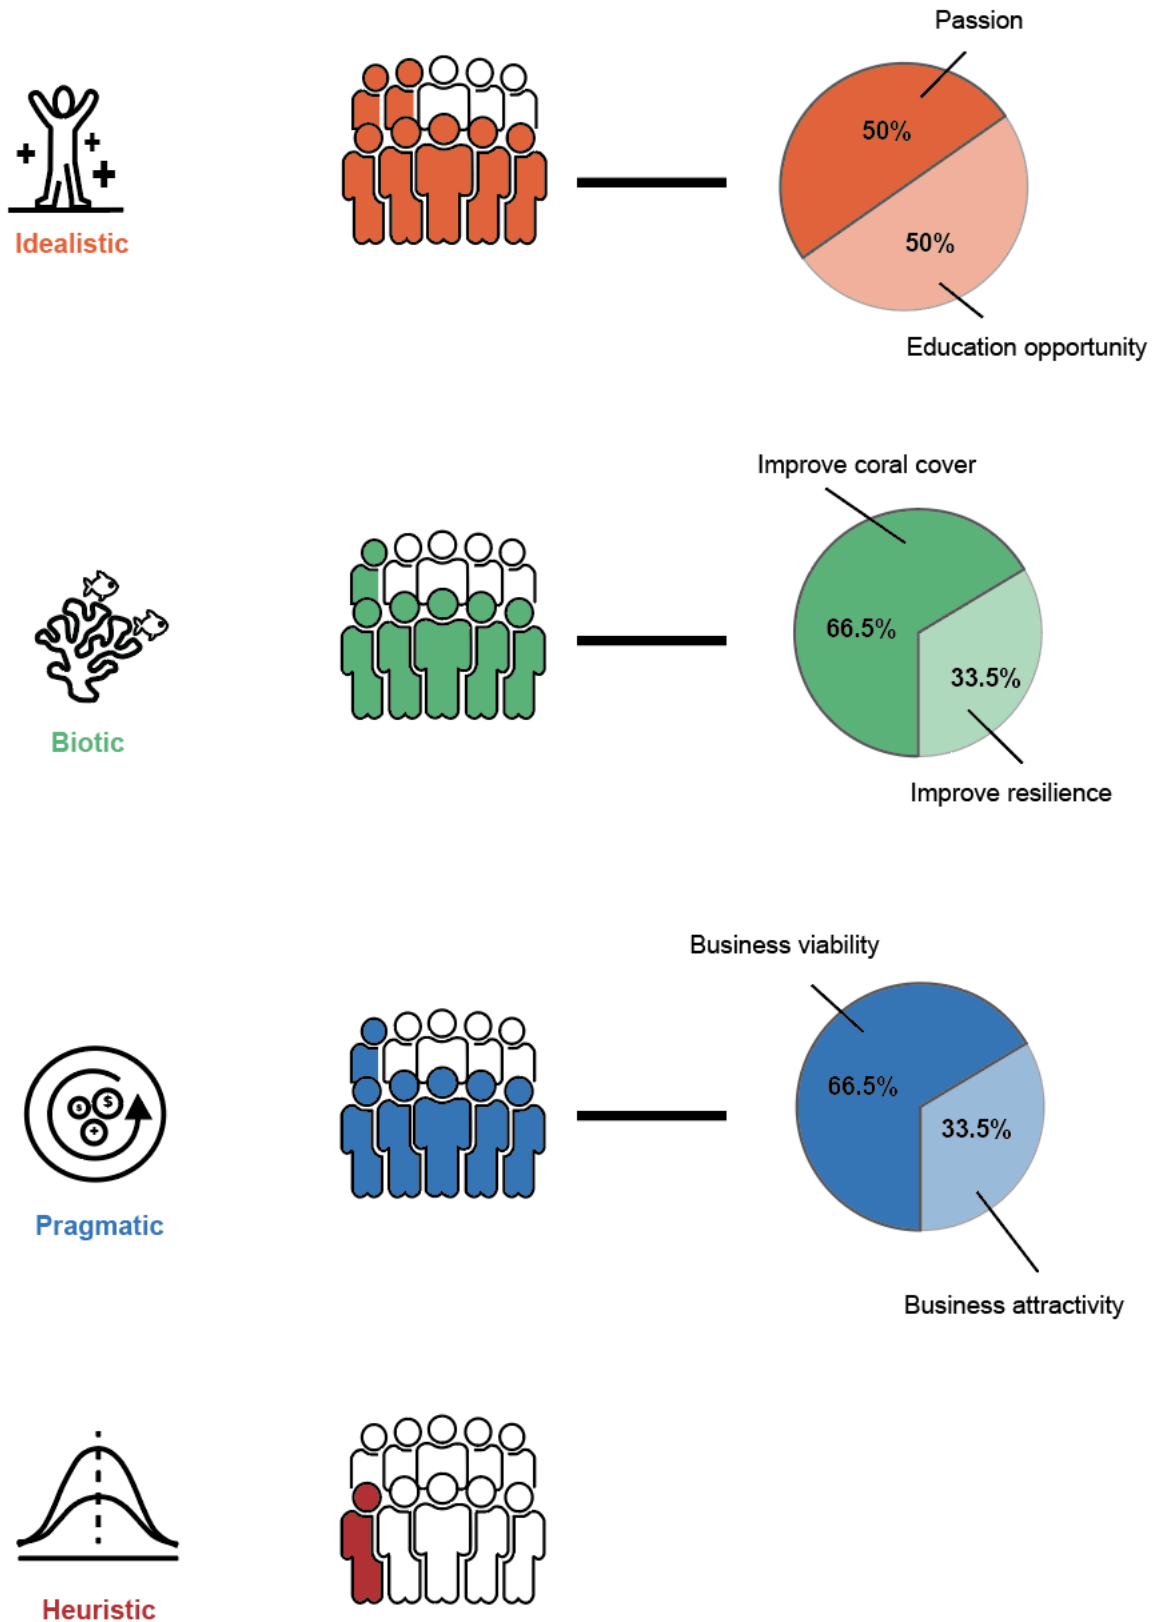 Passion
50%
50%
Idealistic
Education opportunity
Improve coral cover
66.5%
33.5%
Biotic
Improve resilience
Business viability
$
$
+
66.5%
33.5%
Pragmatic
Business attractivity
Heuristic